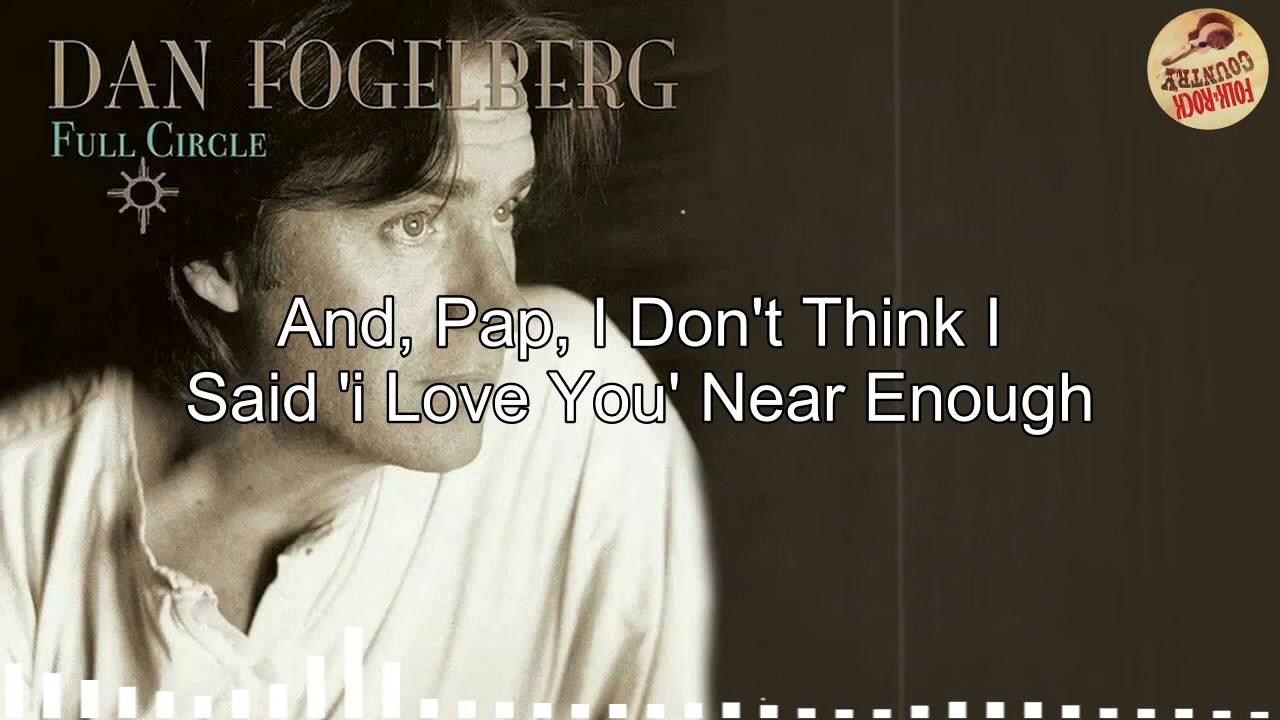 DAN FOGELBERG
FULL CIRCLE
FOLK-ROCK
COUNTRY
And, Pap, I Don't Think I
Said 'i Love You' Near Enough